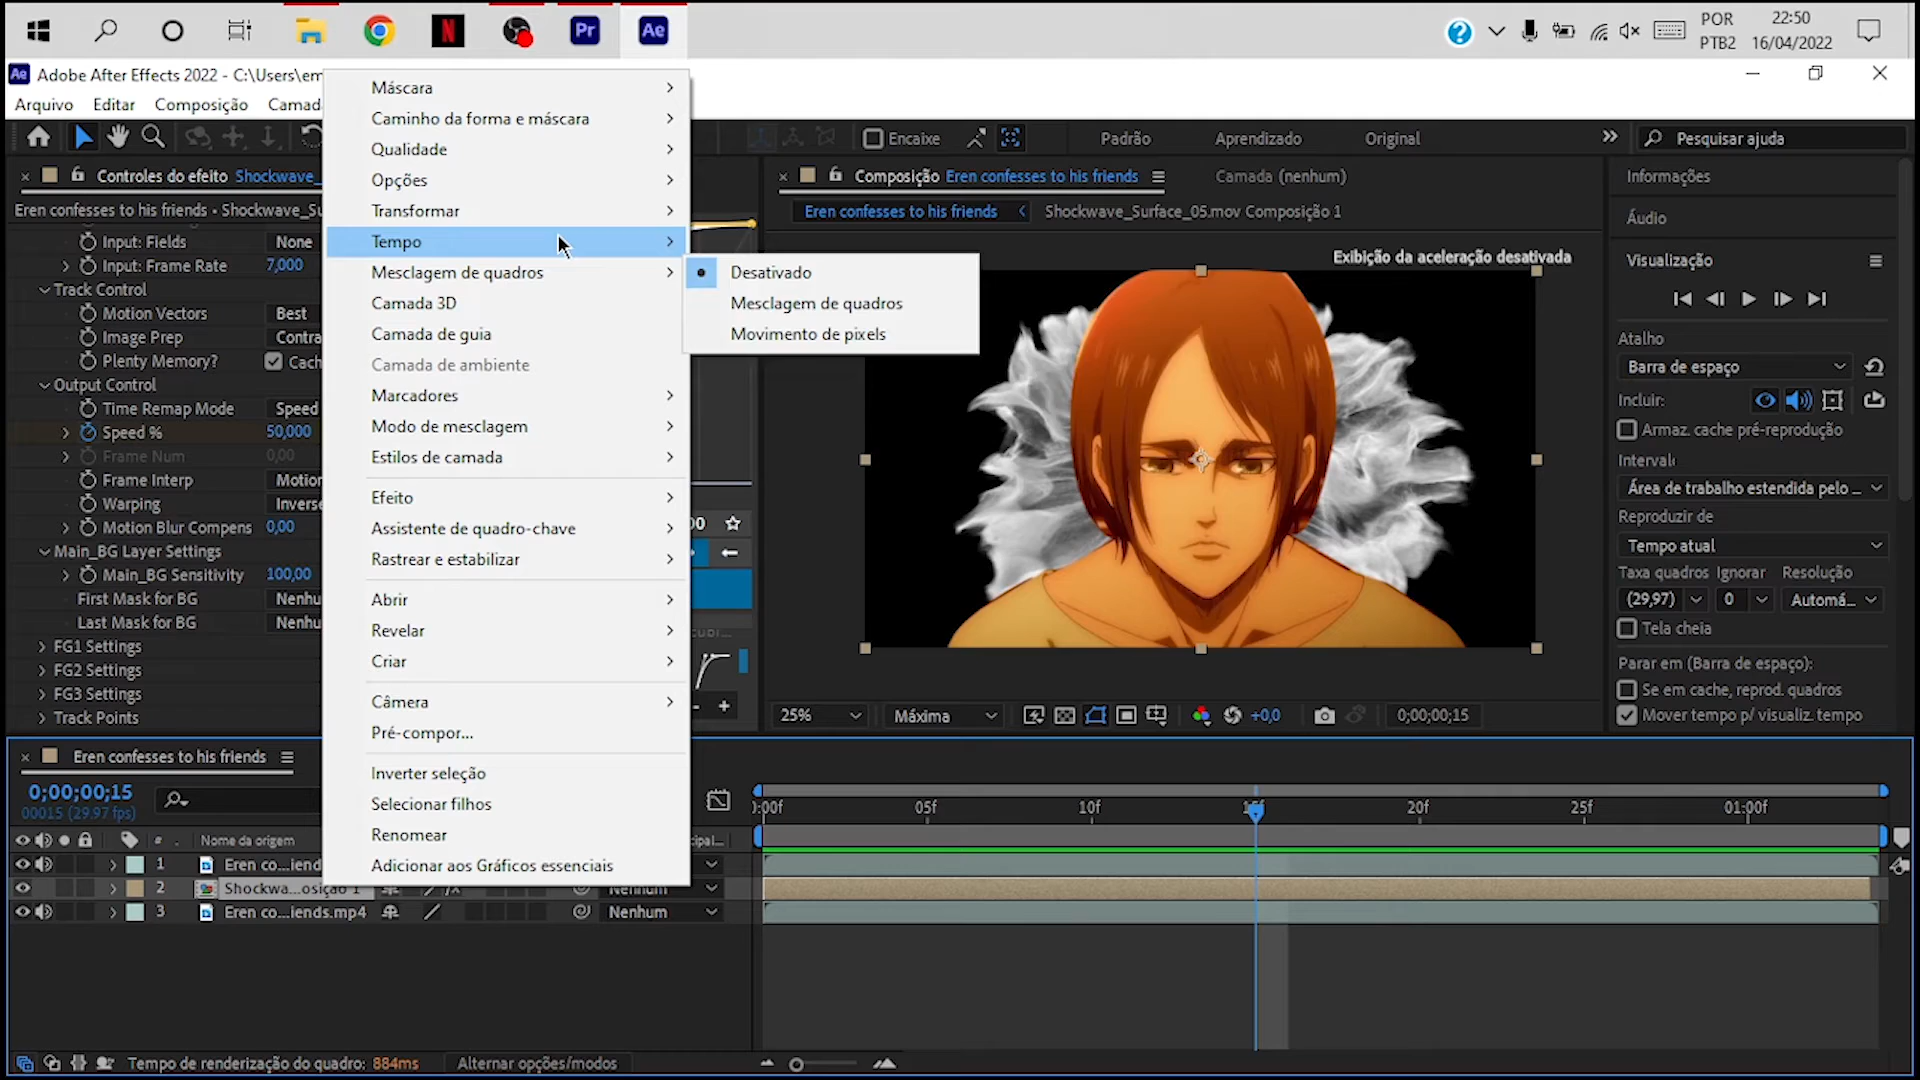 POR
PTB2
22:50
16/04/2022
Adobe After Effects 2022 - C:\Users\em
Arquivo Editar Composição Camad
Encaixe
Padrão
Aprendizado
Original
Pesquisar ajuda
Controles do efeito Shockwave_
Eren confesses to his friends • Shockwave_Su
Input: Fields None
Input: Frame Rate 7,000
Track Control
Motion Vectors Best
Image Prep Contra
Plenty Memory? Cach
Output Control
Time Remap Mode Speed
Speed % 50,000
Frame Num 0,00
Frame Interp Motion
Warping Inverse
Motion Blur Compens 0,00
Main_BG Layer Settings
Main_BG Sensitivity 100,00
First Mask for BG Nenhu
Last Mask for BG Nenhu
FG1 Settings
FG2 Settings
FG3 Settings
Track Points
Máscara
Caminho da forma e máscara
Qualidade
Opções
Transformar
Tempo
Mesclagem de quadros
Camada 3D
Camada de guia
Camada de ambiente
Marcadores
Modo de mesclagem
Estilos de camada
Efeito
Assistente de quadro-chave
Rastrear e estabilizar
Abrir
Revelar
Criar
Câmera
Pré-compor...
Inverter seleção
Selecionar filhos
Renomear
Adicionar aos Gráficos essenciais
Desativado
Mesclagem de quadros
Movimento de pixels
Composição Eren confesses to his friends
Camada (nenhum)
Eren confesses to his friends
Shockwave_Surface_05.mov Composição 1
Exibição da aceleração desativada
25%
Máxima
+0,0
0;00;00;15
Informações
Áudio
Visualização
Atalho
Barra de espaço
Incluir:
Armaz. cache pré-reprodução
Intervalo
Área de trabalho estendida pelo ...
Reproduzir de
Tempo atual
Taxa quadros Ignorar Resolução
(29,97) 0 Automá...
Tela cheia
Parar em (Barra de espaço):
Se em cache, reprod. quadros
Mover tempo p/ visualiz. tempo
Eren confesses to his friends
0;00;00;15
00015 (29.97 fps)
Nome da origem
ipal...
1 Eren co...iends
2 Shockwa...osição 1 Nenhum
3 Eren co...iends.mp4 Nenhum
):00f 05f 10f 15f 20f 25f 01:00f
Tempo de renderização do quadro: 884ms
Alternar opções/modos